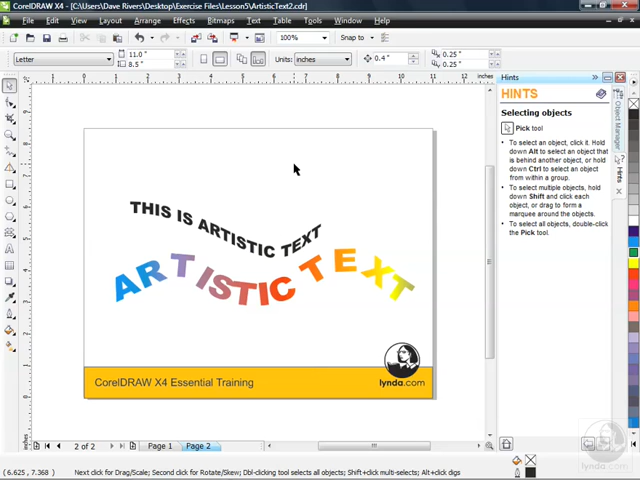 CorelDRAW X4 - [C:\Users\Dave Rivers\Desktop\Exercise Files\Lesson5\ArtisticText2.cdr]
File Edit View Layout Arrange Effects Bitmaps Text Table Tools Window Help
100% Snap to
Letter 11.0 " 8.5 " Units: inches 0.4 " 0.25 " 0.25 "
inches
Hints
HINTS
Selecting objects
Pick tool
• To select an object, click it. Hold
down Alt to select an object that
is behind another object, or hold
down Ctrl to select an object
from within a group.
• To select multiple objects, hold
down Shift and click each
object, or drag to form a
marquee around the objects.
• To select all objects, double-click
the Pick tool.
Object Manager
Hints
THIS IS ARTISTIC TEXT
ARTISTIC TEXT
CorelDRAW X4 Essential Training
lynda.com
2 of 2 Page 1 Page 2
(6.625, 7.368) Next click for Drag/Scale; Second click for Rotate/Skew; Dbl-clicking tool selects all objects; Shift+click multi-selects; Alt+click digs